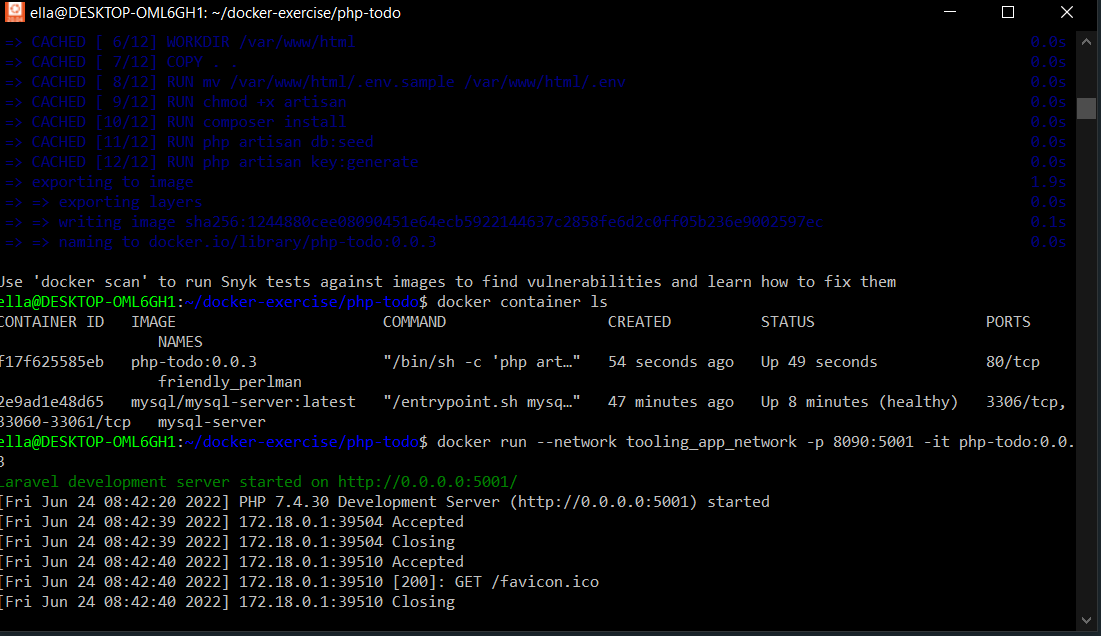 ella@DESKTOP-OML6GH1: ~/docker-exercise/php-todo
=> CACHED [ 6/12] WORKDIR /var/www/html 0.0s
=> CACHED [ 7/12] COPY . . 0.0s
=> CACHED [ 8/12] RUN mv /var/www/html/.env.sample /var/www/html/.env 0.0s
=> CACHED [ 9/12] RUN chmod +x artisan 0.0s
=> CACHED [10/12] RUN composer install 0.0s
=> CACHED [11/12] RUN php artisan db:seed 0.0s
=> CACHED [12/12] RUN php artisan key:generate 0.0s
=> exporting to image 1.9s
=> => exporting layers 0.0s
=> => writing image sha256:1244880cee08090451e64ecb5922144637c2858fe6d2c0ff05b236e9002597ec 0.1s
=> => naming to docker.io/library/php-todo:0.0.3 0.0s
Use 'docker scan' to run Snyk tests against images to find vulnerabilities and learn how to fix them
ella@DESKTOP-OML6GH1:~/docker-exercise/php-todo$ docker container ls
CONTAINER ID IMAGE COMMAND CREATED STATUS PORTS
NAMES
f17f625585eb php-todo:0.0.3 "/bin/sh -c 'php art…" 54 seconds ago Up 49 seconds 80/tcp
friendly_perlman
2e9ad1e48d65 mysql/mysql-server:latest "/entrypoint.sh mysq…" 47 minutes ago Up 8 minutes (healthy) 3306/tcp,
33060-33061/tcp mysql-server
ella@DESKTOP-OML6GH1:~/docker-exercise/php-todo$ docker run --network tooling_app_network -p 8090:5001 -it php-todo:0.0.
3
Laravel development server started on http://0.0.0.0:5001/
[Fri Jun 24 08:42:20 2022] PHP 7.4.30 Development Server (http://0.0.0.0:5001) started
[Fri Jun 24 08:42:39 2022] 172.18.0.1:39504 Accepted
[Fri Jun 24 08:42:39 2022] 172.18.0.1:39504 Closing
[Fri Jun 24 08:42:40 2022] 172.18.0.1:39510 Accepted
[Fri Jun 24 08:42:40 2022] 172.18.0.1:39510 [200]: GET /favicon.ico
[Fri Jun 24 08:42:40 2022] 172.18.0.1:39510 Closing